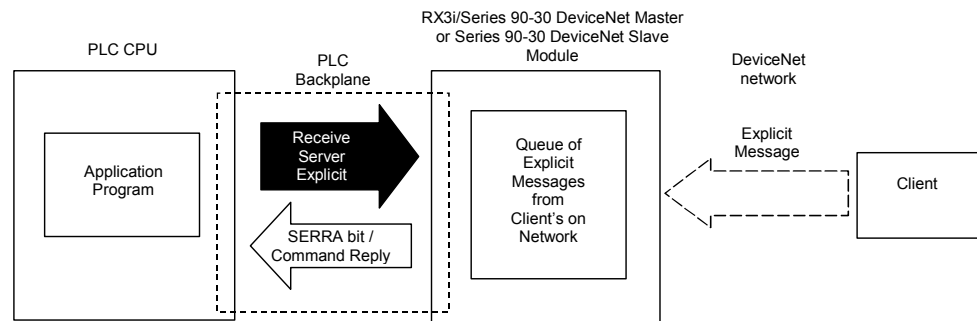 RX3i/Series 90-30 DeviceNet Master
or Series 90-30 DeviceNet Slave
Module
PLC CPU
PLC
Backplane
DeviceNet
network
Application
Program
Receive
Server
Explicit
SERRA bit /
Command Reply
Queue of
Explicit
Messages
from
Client's on
Network
Explicit
Message
Client